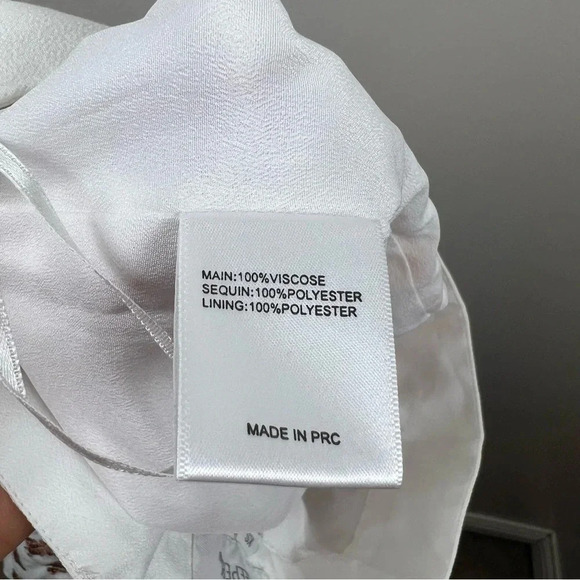 MAIN:100%VISCOSE
SEQUIN:100%POLYESTER
LINING:100%POLYESTER
MADE IN PRC